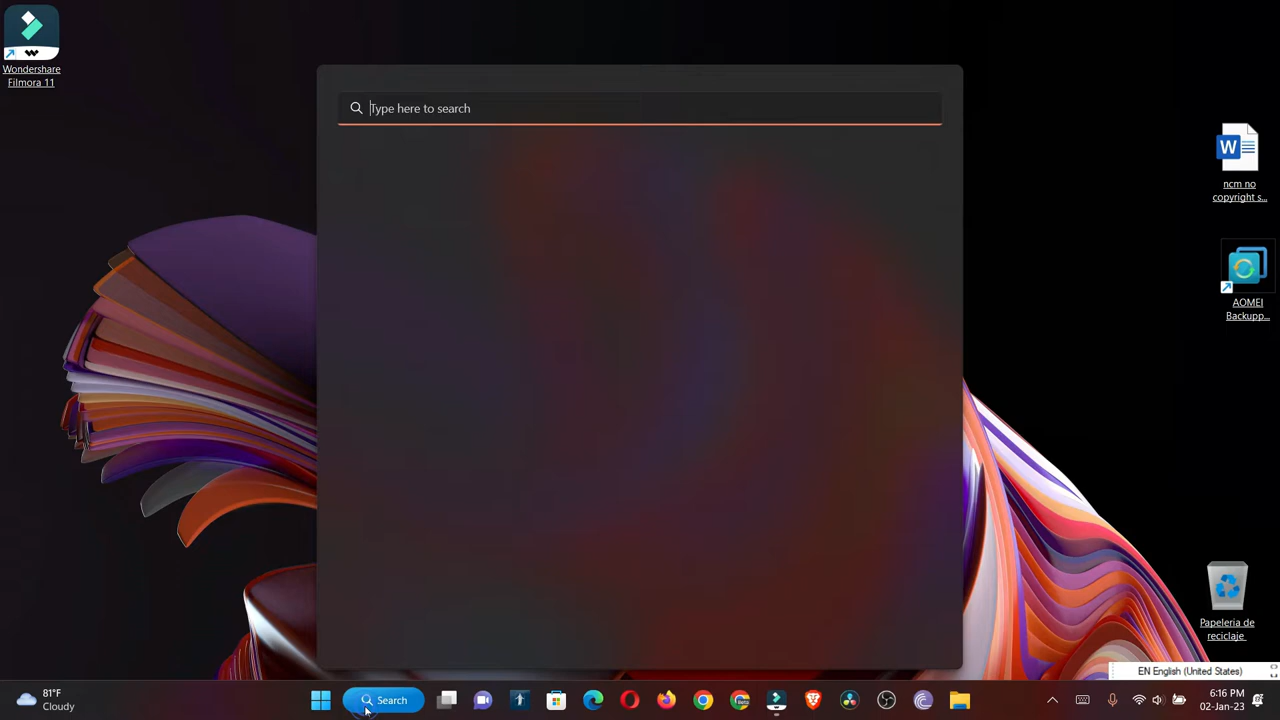 Wondershare
Filmora 11
Type here to search
ncm no
copyright s...
AOMEI
Backupp...
Papeleria de
reciclaje
EN English (United States)
81°F
Cloudy
Search
6:16 PM
02-Jan-23